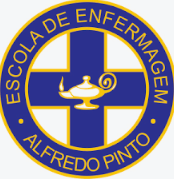 ESCOLA DE ENFERMAGEM
ALFREDO PINTO